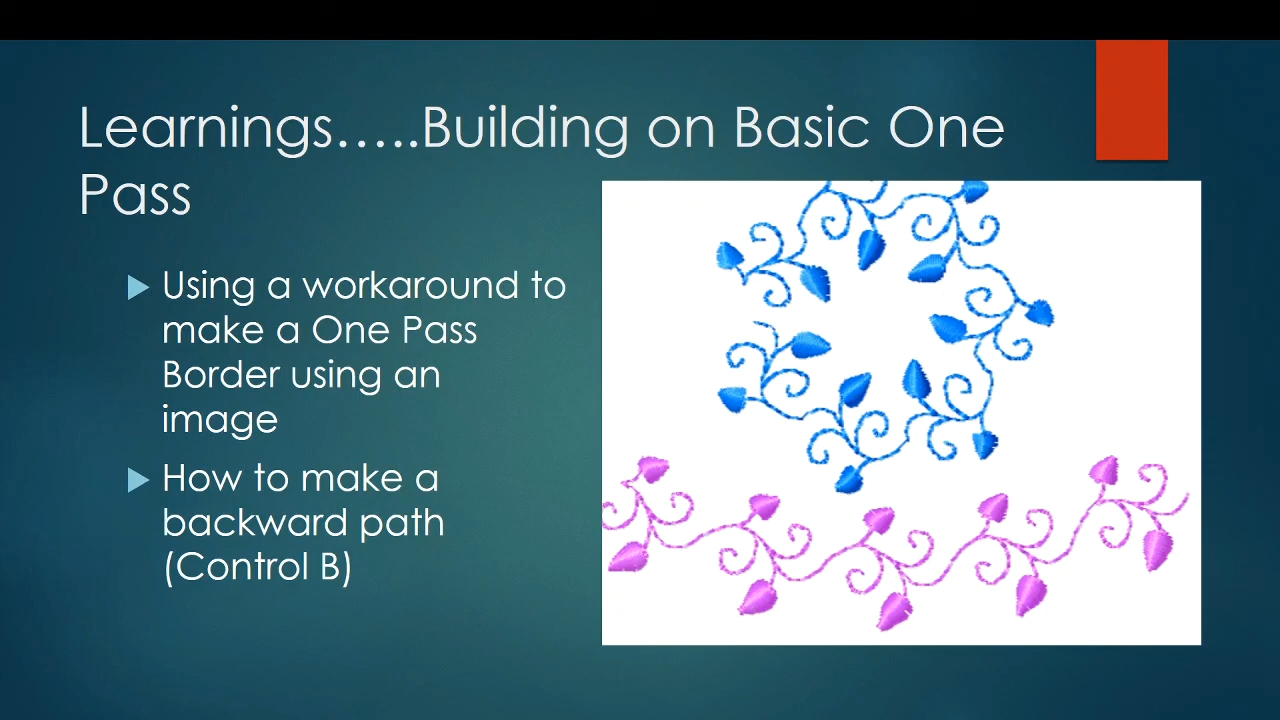 Learnings…..Building on Basic One
Pass
Using a workaround to
make a One Pass
Border using an
image
How to make a
backward path
(Control B)